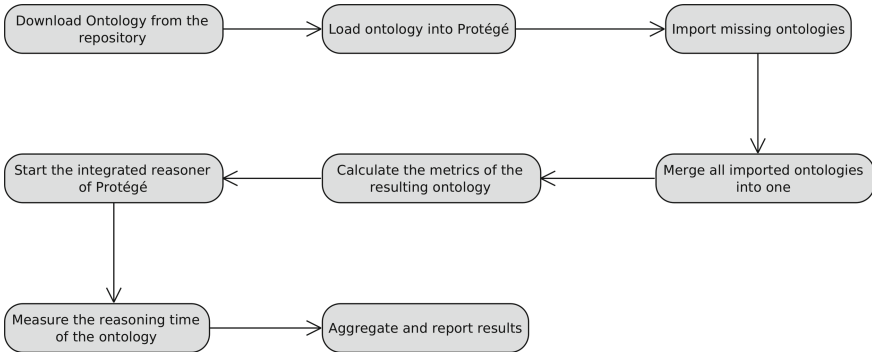 Download Ontology from the
repository
Load ontology into Protégé
Import missing ontologies
Merge all imported ontologies
into one
Calculate the metrics of the
resulting ontology
Start the integrated reasoner
of Protégé
Measure the reasoning time
of the ontology
Aggregate and report results